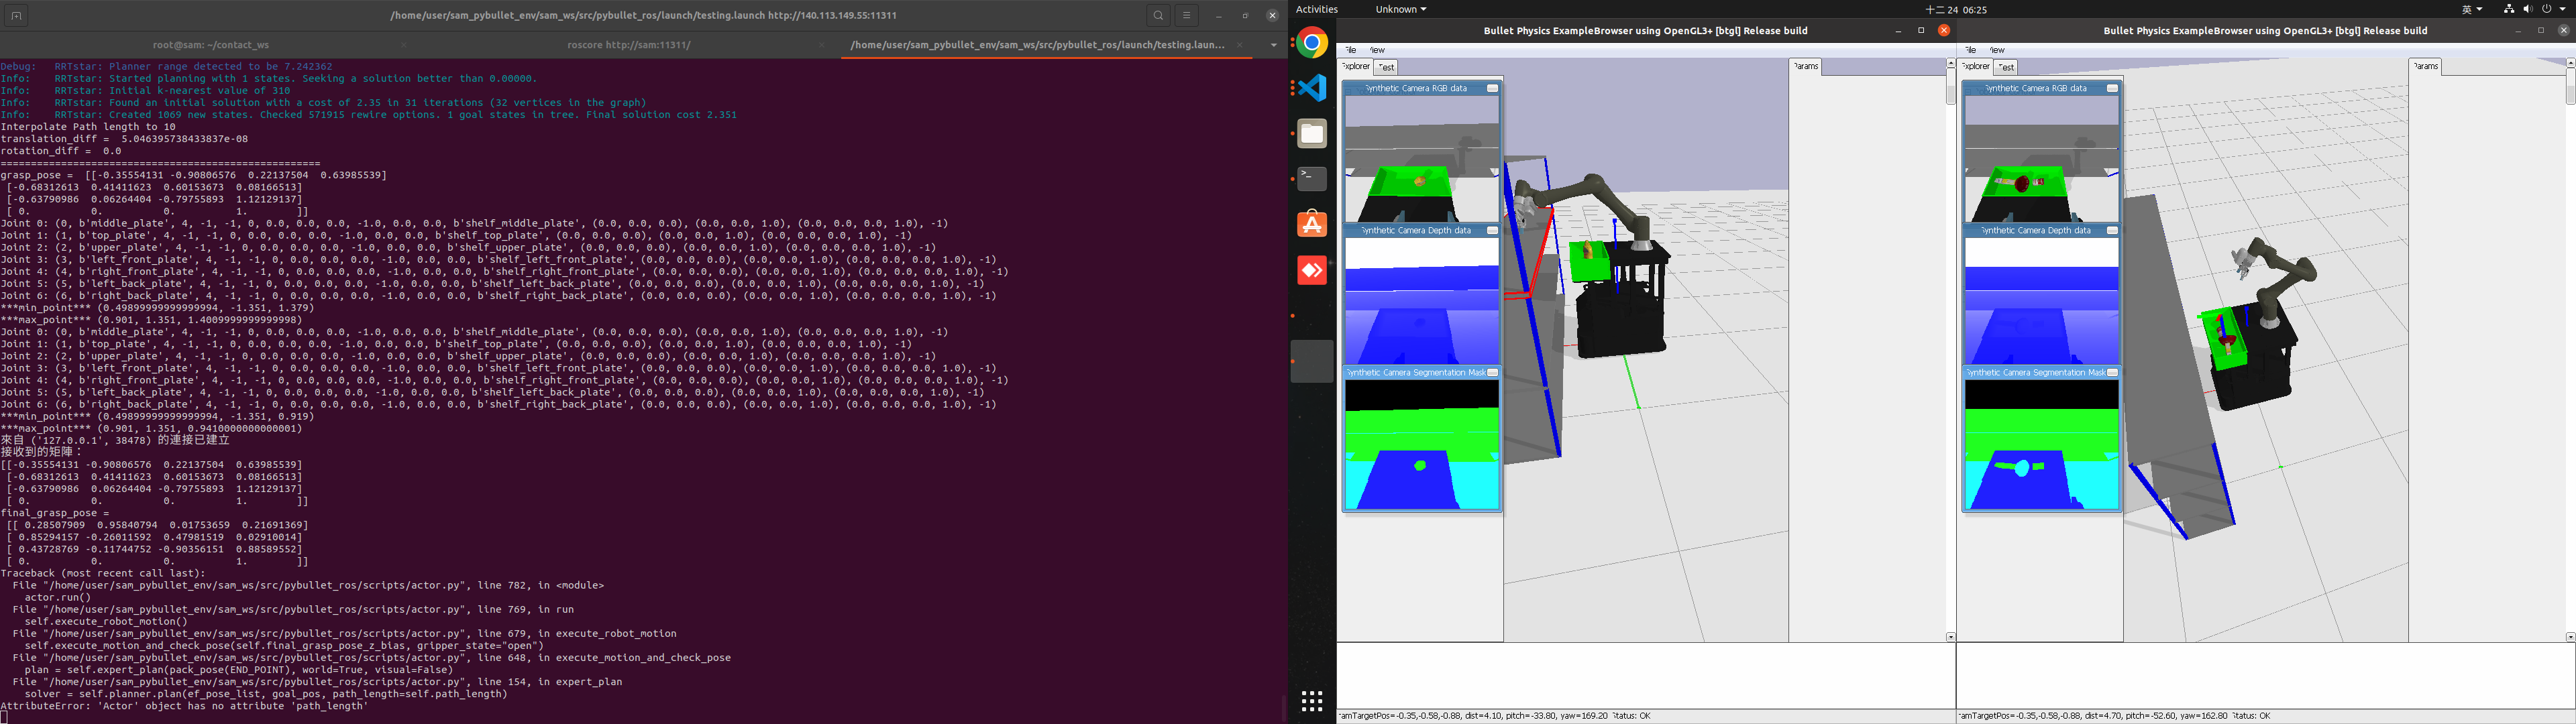 /home/user/sam_pybullet_env/sam_ws/src/pybullet_ros/launch/testing.launch http://140.113.149.55:11311
root@sam: ~/contact_ws
roscore http://sam:11311/
/home/user/sam_pybullet_env/sam_ws/src/pybullet_ros/launch/testing.laun...
Debug:   RRTstar: Planner range detected to be 7.242362
Info:    RRTstar: Started planning with 1 states. Seeking a solution better than 0.00000.
Info:    RRTstar: Initial k-nearest value of 310
Info:    RRTstar: Found an initial solution with a cost of 2.35 in 31 iterations (32 vertices in the graph)
Info:    RRTstar: Created 1069 new states. Checked 571915 rewire options. 1 goal states in tree. Final solution cost 2.351
Interpolate Path length to 10
translation_diff =  5.046395738433837e-08
rotation_diff =  0.0
=====================================================
grasp_pose =  [[-0.35554131 -0.90806576  0.22137504  0.63985539]
 [-0.68312613  0.41411623  0.60153673  0.08166513]
 [-0.63790986  0.06264404 -0.79755893  1.12129137]
 [ 0.          0.          0.          1.        ]]
Joint 0: (0, b'middle_plate', 4, -1, -1, 0, 0.0, 0.0, 0.0, -1.0, 0.0, 0.0, b'shelf_middle_plate', (0.0, 0.0, 0.0), (0.0, 0.0, 0.0), (0.0, 0.0, 0.0, 1.0), -1)
Joint 1: (1, b'top_plate', 4, -1, -1, 0, 0.0, 0.0, 0.0, -1.0, 0.0, 0.0, b'shelf_top_plate', (0.0, 0.0, 0.0), (0.0, 0.0, 1.0), (0.0, 0.0, 0.0, 1.0), -1)
Joint 2: (2, b'upper_plate', 4, -1, -1, 0, 0.0, 0.0, 0.0, -1.0, 0.0, 0.0, b'shelf_upper_plate', (0.0, 0.0, 0.0), (0.0, 0.0, 1.0), (0.0, 0.0, 0.0, 1.0), -1)
Joint 3: (3, b'left_front_plate', 4, -1, -1, 0, 0.0, 0.0, 0.0, -1.0, 0.0, 0.0, b'shelf_left_front_plate', (0.0, 0.0, 0.0), (0.0, 0.0, 1.0), (0.0, 0.0, 0.0, 1.0), -1)
Joint 4: (4, b'right_front_plate', 4, -1, -1, 0, 0.0, 0.0, 0.0, -1.0, 0.0, 0.0, b'shelf_right_front_plate', (0.0, 0.0, 0.0), (0.0, 0.0, 1.0), (0.0, 0.0, 0.0, 1.0), -1)
Joint 5: (5, b'left_back_plate', 4, -1, -1, 0, 0.0, 0.0, 0.0, -1.0, 0.0, 0.0, b'shelf_left_back_plate', (0.0, 0.0, 0.0), (0.0, 0.0, 1.0), (0.0, 0.0, 0.0, 1.0), -1)
Joint 6: (6, b'right_back_plate', 4, -1, -1, 0, 0.0, 0.0, 0.0, -1.0, 0.0, 0.0, b'shelf_right_back_plate', (0.0, 0.0, 0.0), (0.0, 0.0, 1.0), (0.0, 0.0, 0.0, 1.0), -1)
***min_point*** (0.49899999999999994, -1.351, 1.379)
***max_point*** (0.901, 1.351, 1.4009999999999998)
Joint 0: (0, b'middle_plate', 4, -1, -1, 0, 0.0, 0.0, 0.0, -1.0, 0.0, 0.0, b'shelf_middle_plate', (0.0, 0.0, 0.0), (0.0, 0.0, 0.0), (0.0, 0.0, 0.0, 1.0), -1)
Joint 1: (1, b'top_plate', 4, -1, -1, 0, 0.0, 0.0, 0.0, -1.0, 0.0, 0.0, b'shelf_top_plate', (0.0, 0.0, 0.0), (0.0, 0.0, 1.0), (0.0, 0.0, 0.0, 1.0), -1)
Joint 2: (2, b'upper_plate', 4, -1, -1, 0, 0.0, 0.0, 0.0, -1.0, 0.0, 0.0, b'shelf_upper_plate', (0.0, 0.0, 0.0), (0.0, 0.0, 1.0), (0.0, 0.0, 0.0, 1.0), -1)
Joint 3: (3, b'left_front_plate', 4, -1, -1, 0, 0.0, 0.0, 0.0, -1.0, 0.0, 0.0, b'shelf_left_front_plate', (0.0, 0.0, 0.0), (0.0, 0.0, 1.0), (0.0, 0.0, 0.0, 1.0), -1)
Joint 4: (4, b'right_front_plate', 4, -1, -1, 0, 0.0, 0.0, 0.0, -1.0, 0.0, 0.0, b'shelf_right_front_plate', (0.0, 0.0, 0.0), (0.0, 0.0, 1.0), (0.0, 0.0, 0.0, 1.0), -1)
Joint 5: (5, b'left_back_plate', 4, -1, -1, 0, 0.0, 0.0, 0.0, -1.0, 0.0, 0.0, b'shelf_left_back_plate', (0.0, 0.0, 0.0), (0.0, 0.0, 1.0), (0.0, 0.0, 0.0, 1.0), -1)
Joint 6: (6, b'right_back_plate', 4, -1, -1, 0, 0.0, 0.0, 0.0, -1.0, 0.0, 0.0, b'shelf_right_back_plate', (0.0, 0.0, 0.0), (0.0, 0.0, 1.0), (0.0, 0.0, 0.0, 1.0), -1)
***min_point*** (0.49899999999999994, -1.351, 0.919)
***max_point*** (0.901, 1.351, 0.9410000000000001)
來自 ('127.0.0.1', 38478) 的連接已建立
接收到的矩陣：
[[-0.35554131 -0.90806576  0.22137504  0.63985539]
 [-0.68312613  0.41411623  0.60153673  0.08166513]
 [-0.63790986  0.06264404 -0.79755893  1.12129137]
 [ 0.          0.          0.          1.        ]]
final_grasp_pose =
 [[ 0.28507909  0.95840794  0.01753659  0.21691369]
 [ 0.85294157 -0.26011592  0.47981519  0.02910014]
 [ 0.43728769 -0.11744752 -0.90356151  0.88589552]
 [ 0.          0.          0.          1.        ]]
Traceback (most recent call last):
  File "/home/user/sam_pybullet_env/sam_ws/src/pybullet_ros/scripts/actor.py", line 782, in <module>
    actor.run()
  File "/home/user/sam_pybullet_env/sam_ws/src/pybullet_ros/scripts/actor.py", line 769, in run
    self.execute_robot_motion()
  File "/home/user/sam_pybullet_env/sam_ws/src/pybullet_ros/scripts/actor.py", line 679, in execute_robot_motion
    self.execute_motion_and_check_pose(self.final_grasp_pose_z_bias, gripper_state="open")
  File "/home/user/sam_pybullet_env/sam_ws/src/pybullet_ros/scripts/actor.py", line 648, in execute_motion_and_check_pose
    plan = self.expert_plan(pack_pose(END_POINT), world=True, visual=False)
  File "/home/user/sam_pybullet_env/sam_ws/src/pybullet_ros/scripts/actor.py", line 154, in expert_plan
    solver = self.planner.plan(ef_pose_list, goal_pos, path_length=self.path_length)
AttributeError: 'Actor' object has no attribute 'path_length'
Activities
Unknown
十二 24 06:25
英
Bullet Physics ExampleBrowser using OpenGL3+ [btgl] Release build
File View
Explorer Test
Params
Synthetic Camera RGB data
Synthetic Camera Depth data
Synthetic Camera Segmentation Mask
camTargetPos=-0.35,-0.58,-0.88, dist=4.10, pitch=-33.80, yaw=169.20 Status: OK
Bullet Physics ExampleBrowser using OpenGL3+ [btgl] Release build
File View
Explorer Test
Params
Synthetic Camera RGB data
Synthetic Camera Depth data
Synthetic Camera Segmentation Mask
camTargetPos=-0.35,-0.58,-0.88, dist=4.70, pitch=-52.60, yaw=162.80 Status: OK